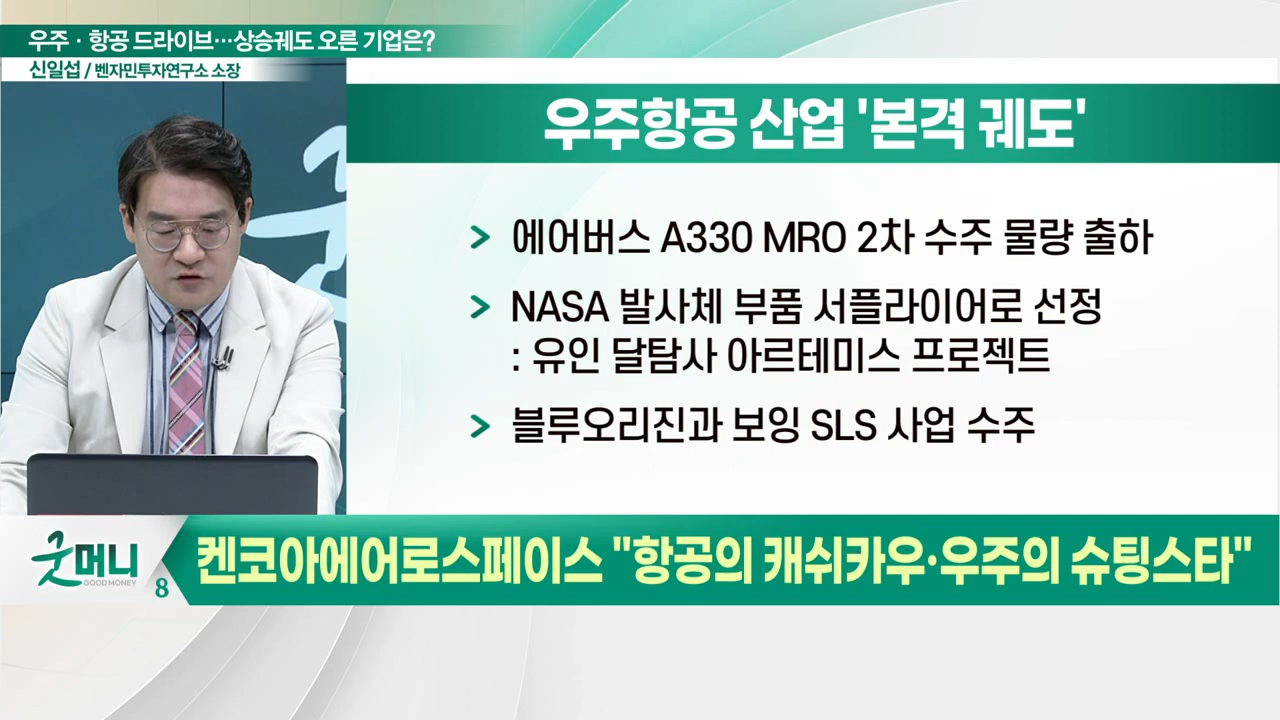 우주 · 항공 드라이브…상승궤도 오른 기업은?
신일섭 / 벤자민투자연구소 소장
우주항공 산업 '본격 궤도'
> 에어버스 A330 MRO 2차 수주 물량 출하
> NASA 발사체 부품 서플라이어로 선정
: 유인 달탐사 아르테미스 프로젝트
> 블루오리진과 보잉 SLS 사업 수주
굿머니
GOOD MONEY
8
켄코아에어로스페이스 "항공의 캐쉬카우·우주의 슈팅스타"